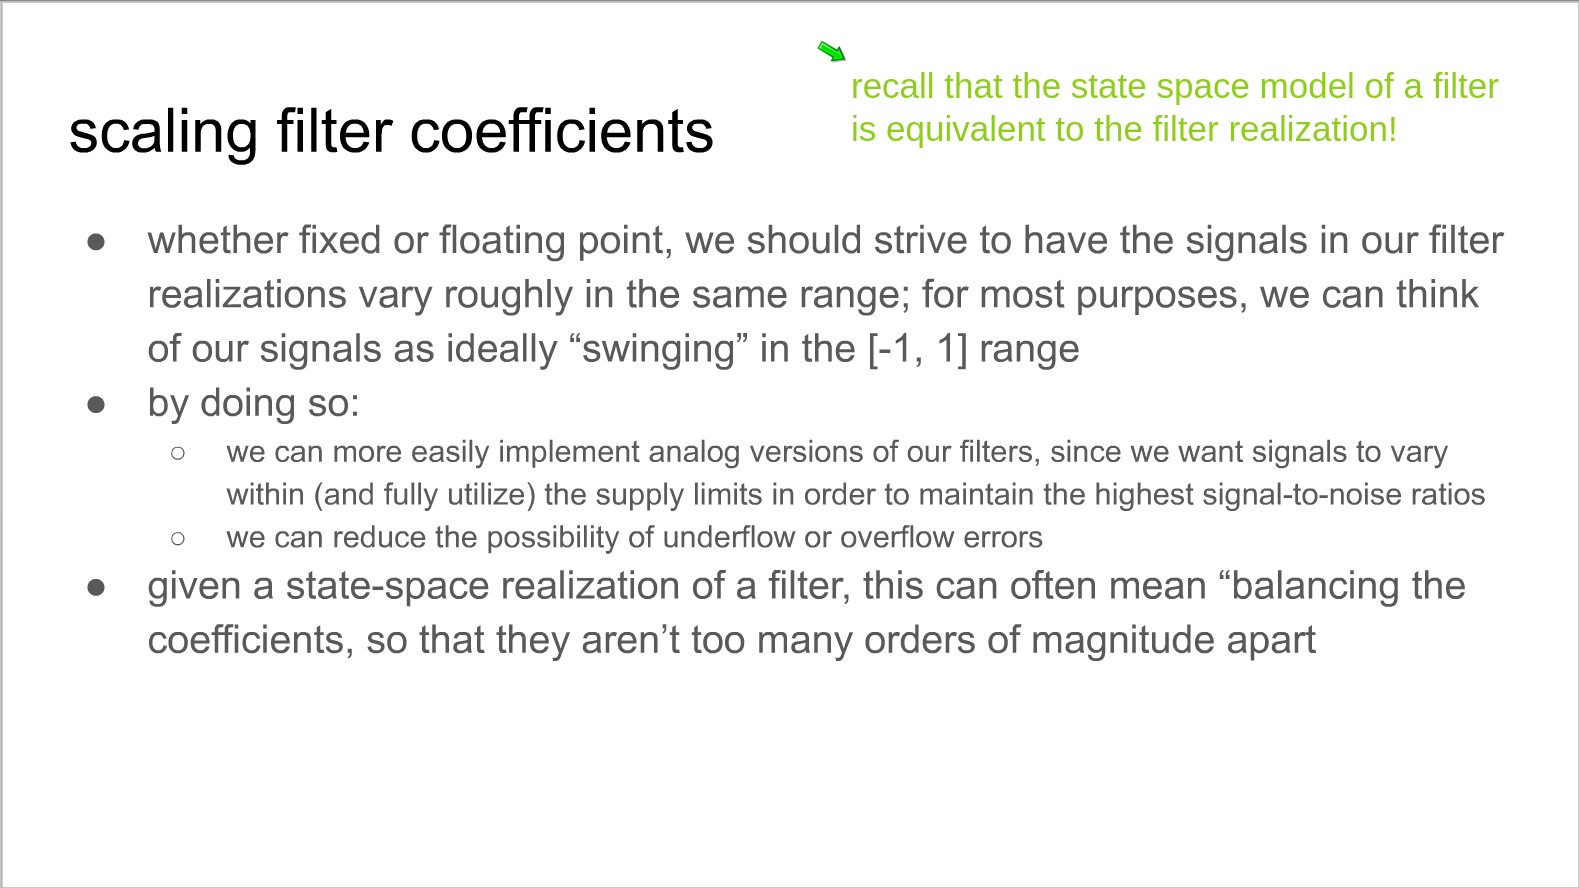 recall that the state space model of a filter
is equivalent to the filter realization!
scaling filter coefficients
● whether fixed or floating point, we should strive to have the signals in our filter
realizations vary roughly in the same range; for most purposes, we can think
of our signals as ideally “swinging” in the [-1, 1] range
● by doing so:
○ we can more easily implement analog versions of our filters, since we want signals to vary
within (and fully utilize) the supply limits in order to maintain the highest signal-to-noise ratios
○ we can reduce the possibility of underflow or overflow errors
● given a state-space realization of a filter, this can often mean “balancing the
coefficients, so that they aren’t too many orders of magnitude apart